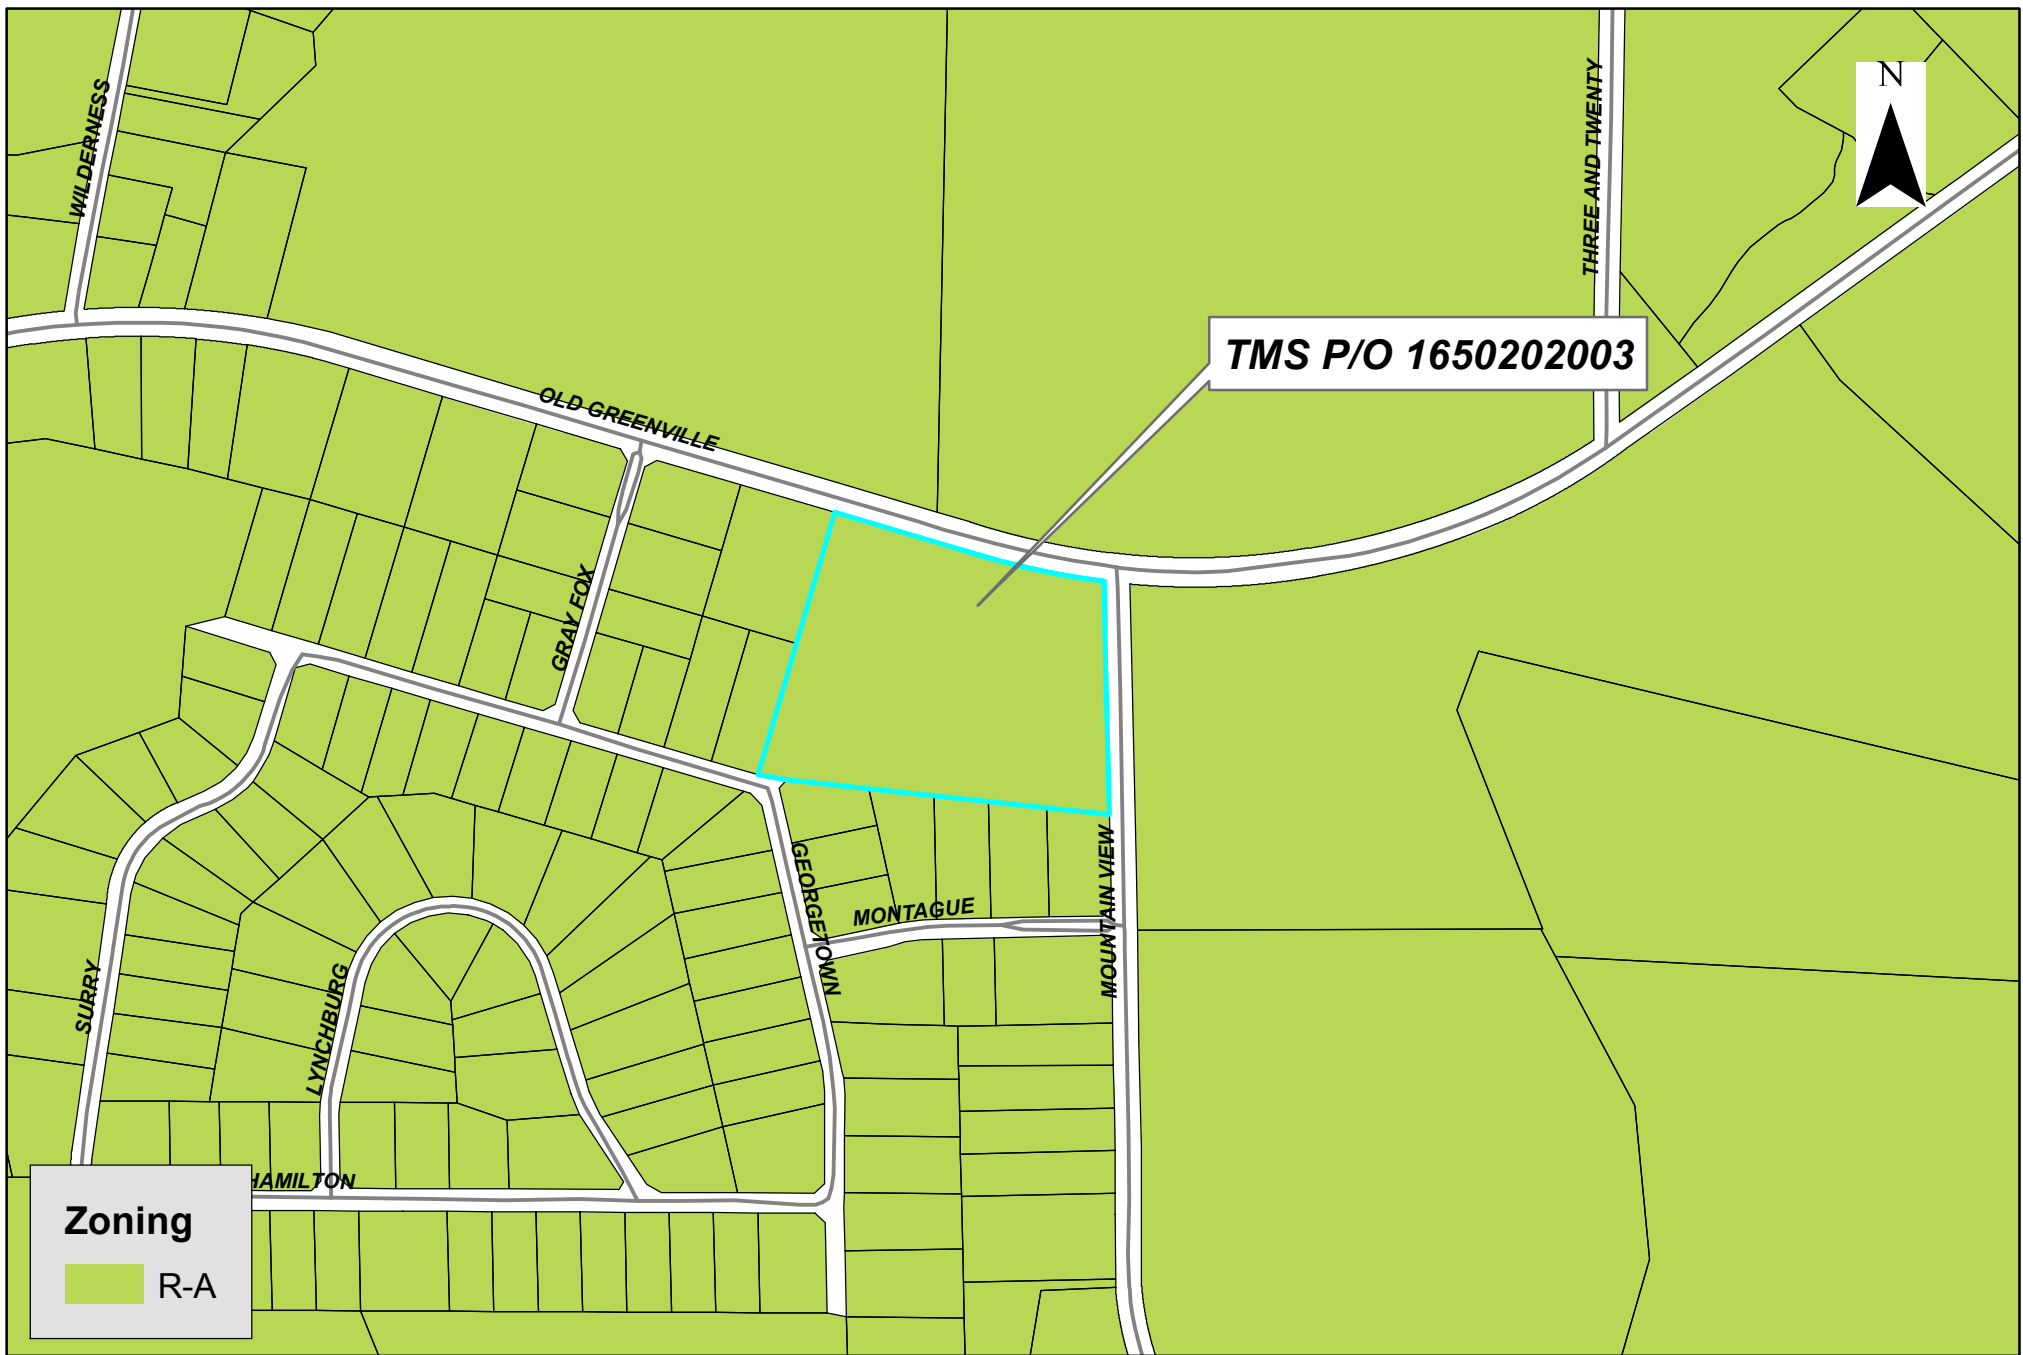 WILDERNESS
THREE AND TWENTY
N
TMS P/O 1650202003
OLD GREENVILLE
GRAY FOX
GEORGETOWN
MONTAGUE
MOUNTAIN VIEW
SURRY
LYNCHBURG
HAMILTON
Zoning
R-A